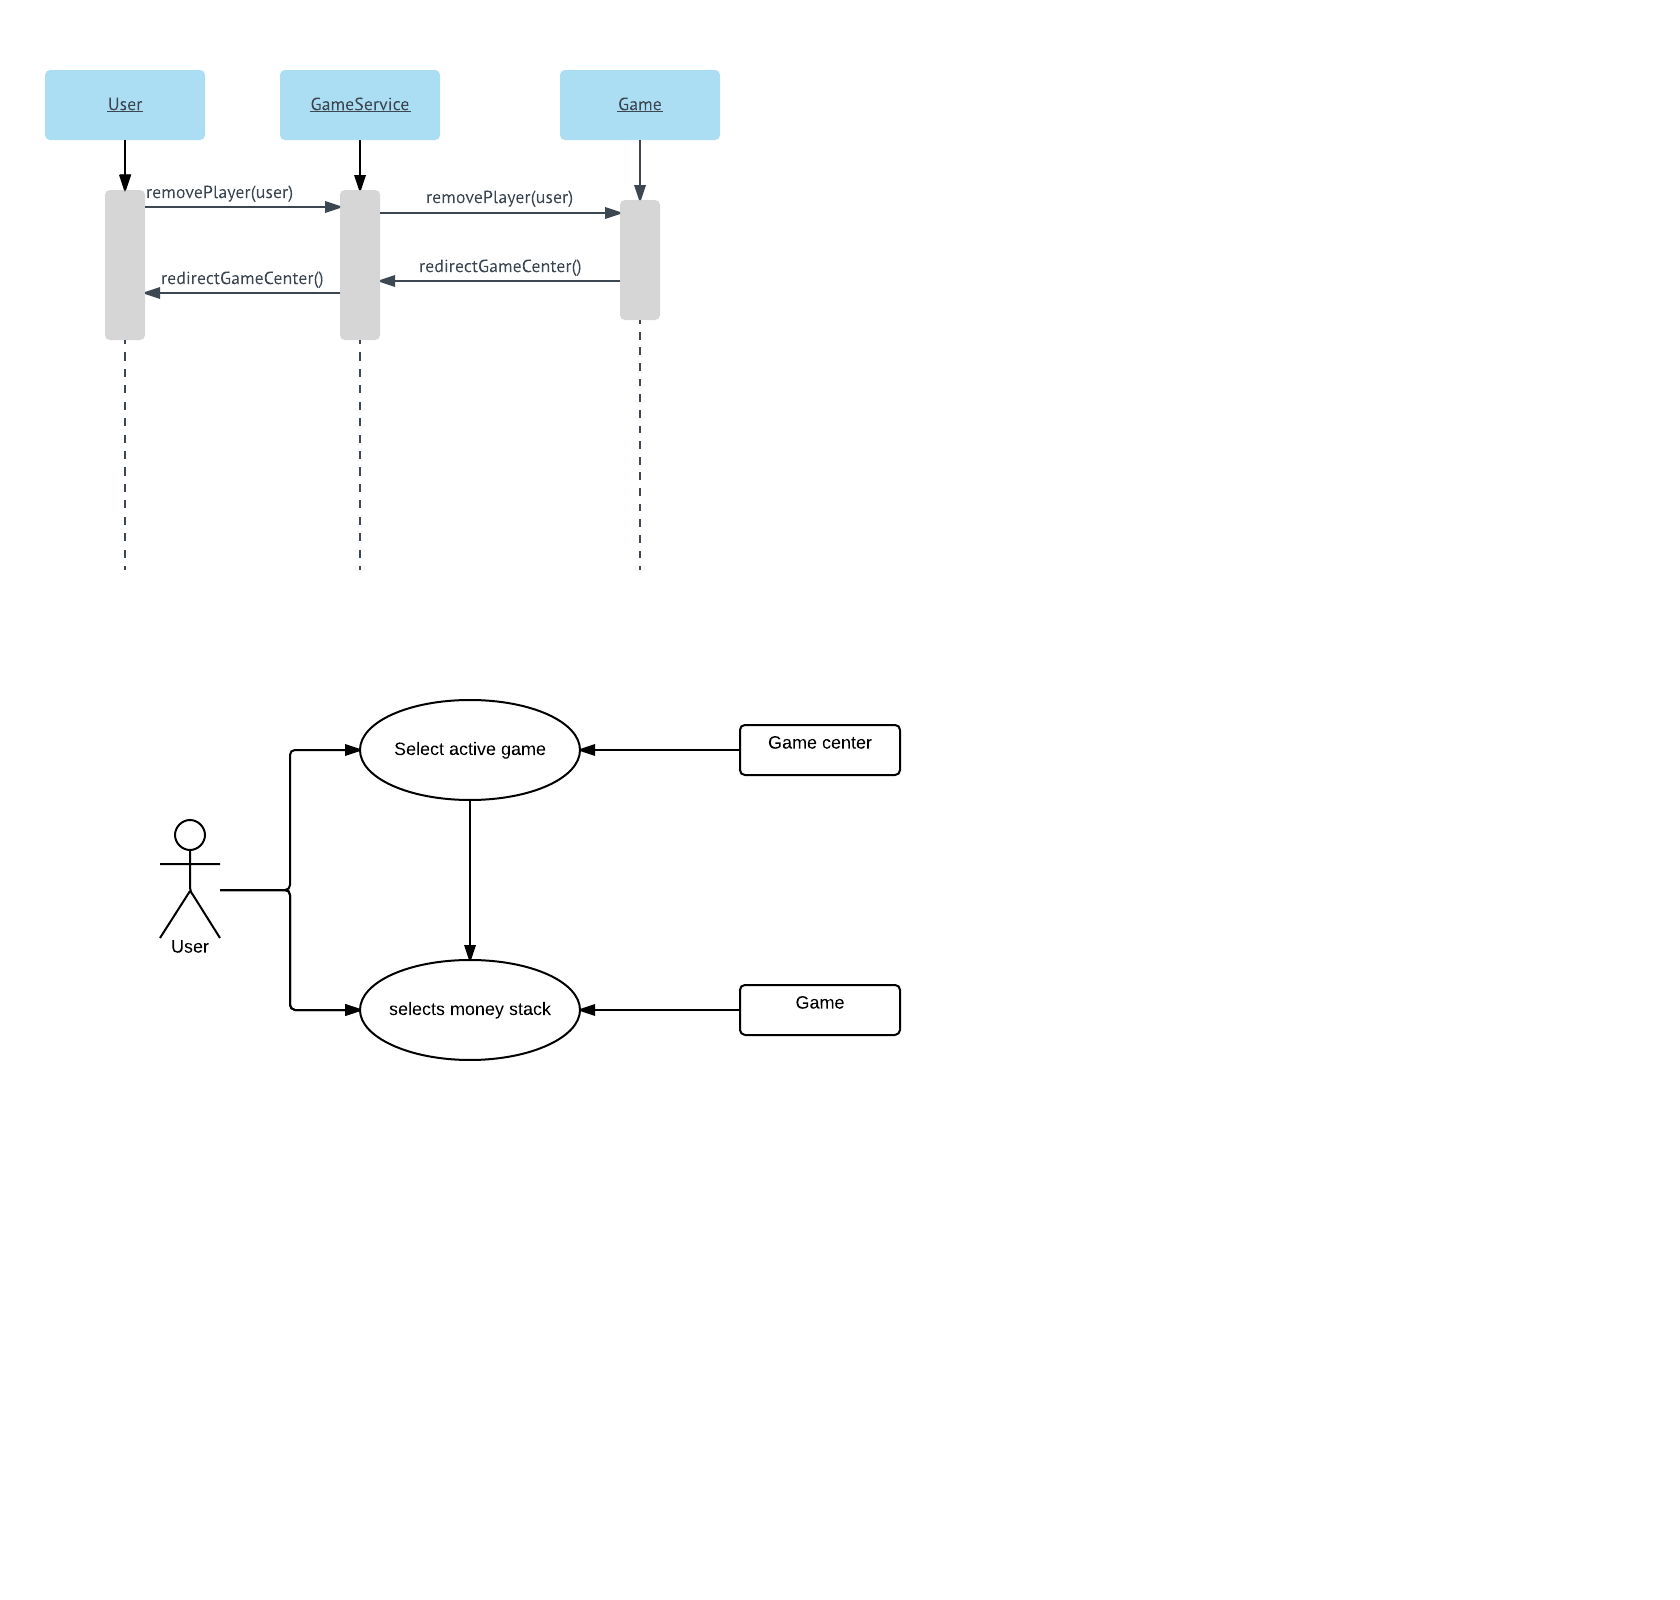 User
GameService
Game
removePlayer(user)
removePlayer(user)
redirectGameCenter()
redirectGameCenter()
Select active game
Game center
User
selects money stack
Game